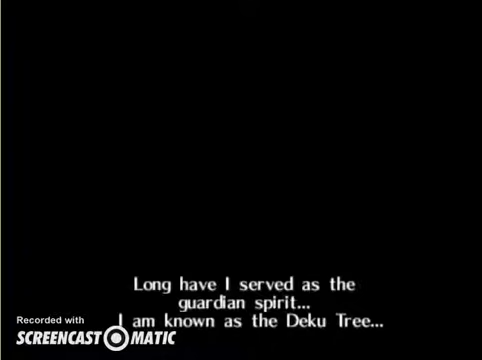 Long have I served as the
guardian spirit...
I am known as the Deku Tree...
Recorded with
SCREENCAST O MATIC